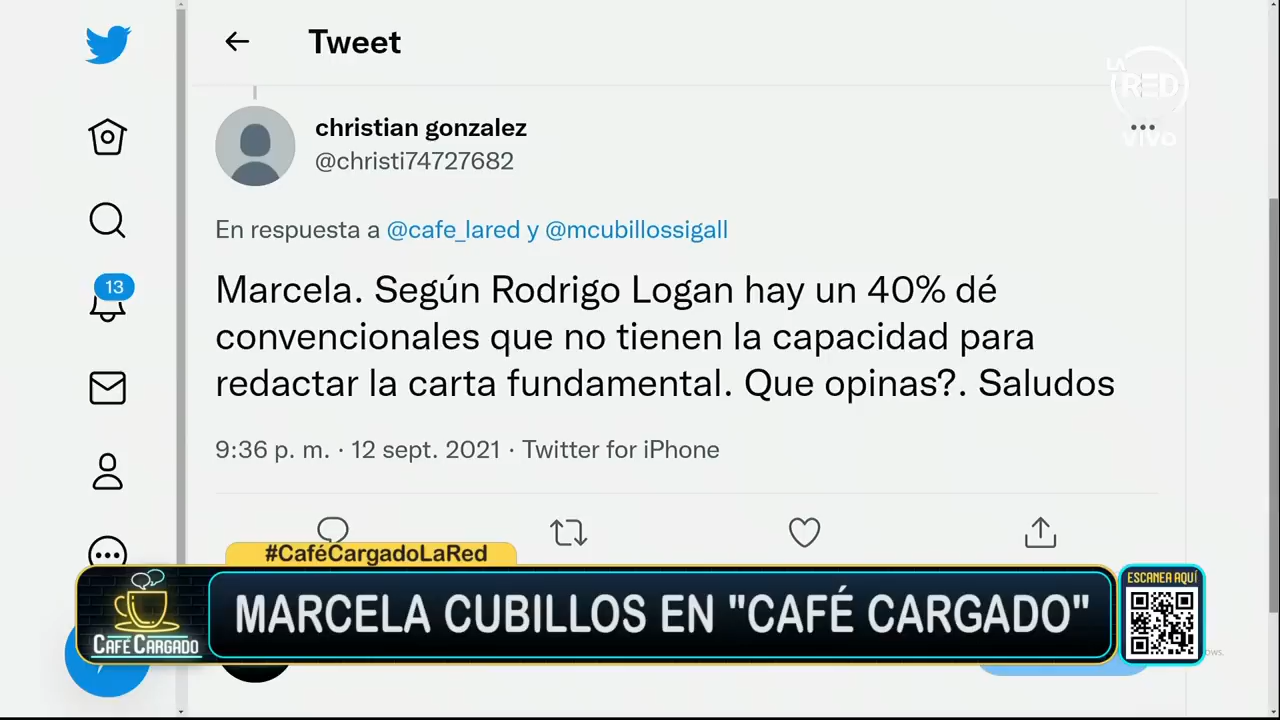 Tweet
LA
RED
VIVO
christian gonzalez
@christi74727682
En respuesta a @cafe_lared y @mcubillossigall
13
Marcela. Según Rodrigo Logan hay un 40% dé
convencionales que no tienen la capacidad para
redactar la carta fundamental. Que opinas?. Saludos
9:36 p. m. · 12 sept. 2021 · Twitter for iPhone
#CaféCargadoLaRed
CAFÉ CARGADO
MARCELA CUBILLOS EN "CAFÉ CARGADO"
ESCANEA AQUÍ